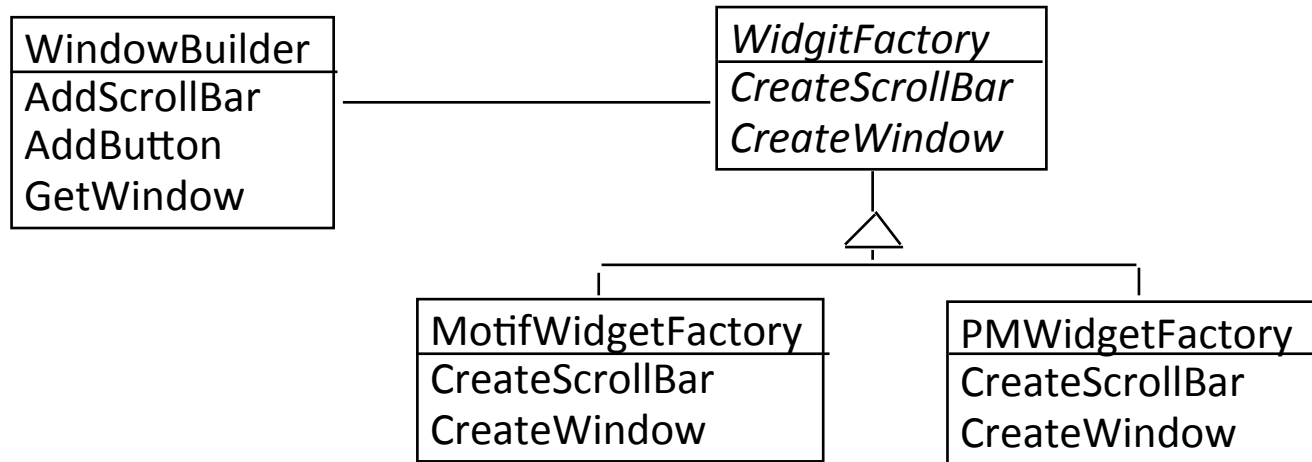 WindowBuilder
AddScrollBar
AddButton
GetWindow
WidgitFactory
CreateScrollBar
CreateWindow
MotifWidgetFactory
CreateScrollBar
CreateWindow
PMWidgetFactory
CreateScrollBar
CreateWindow